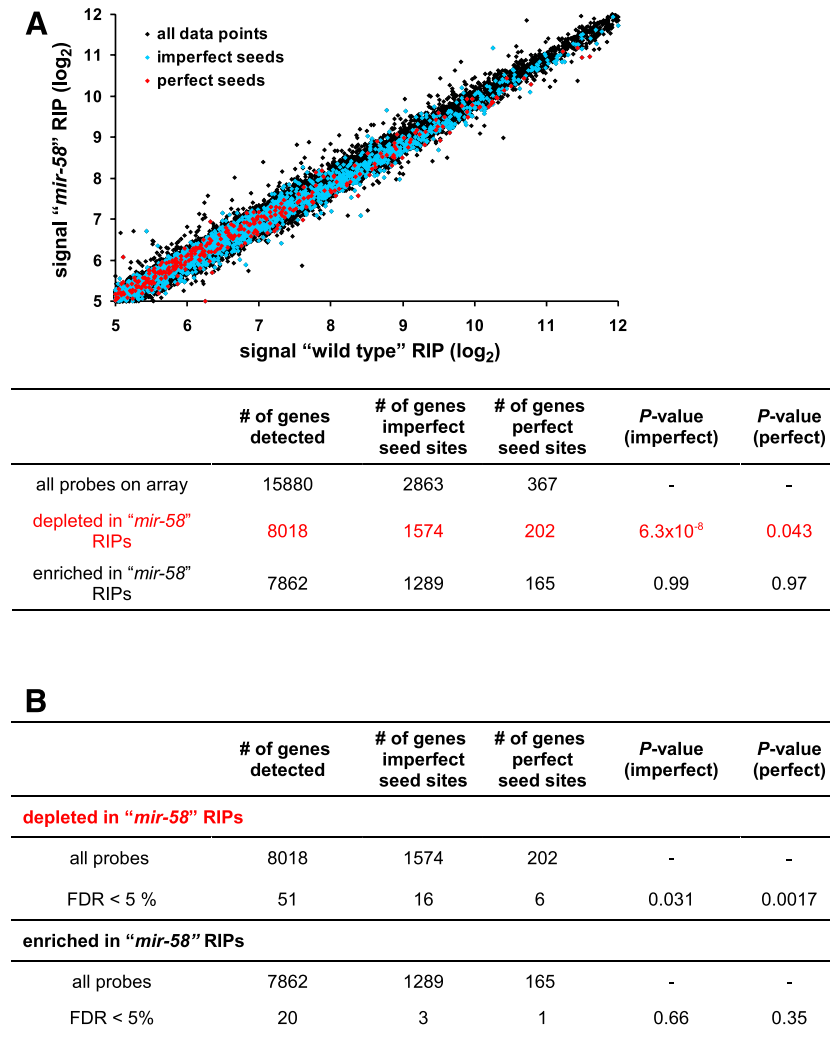 A
12
11
10
9
8
7
6
5
signal “mir-58” RIP (log2)
all data points
imperfect seeds
perfect seeds
5 6 7 8 9 10 11 12
signal “wild type” RIP (log2)
# of genes detected
# of genes imperfect seed sites
# of genes perfect seed sites
P-value (imperfect)
P-value (perfect)
all probes on array 15880 2863 367 - -
depleted in “mir-58” RIPs 8018 1574 202 6.3x10-8 0.043
enriched in “mir-58” RIPs 7862 1289 165 0.99 0.97
B
# of genes detected
# of genes imperfect seed sites
# of genes perfect seed sites
P-value (imperfect)
P-value (perfect)
depleted in “mir-58” RIPs
all probes 8018 1574 202 - -
FDR < 5 % 51 16 6 0.031 0.0017
enriched in “mir-58” RIPs
all probes 7862 1289 165 - -
FDR < 5% 20 3 1 0.66 0.35